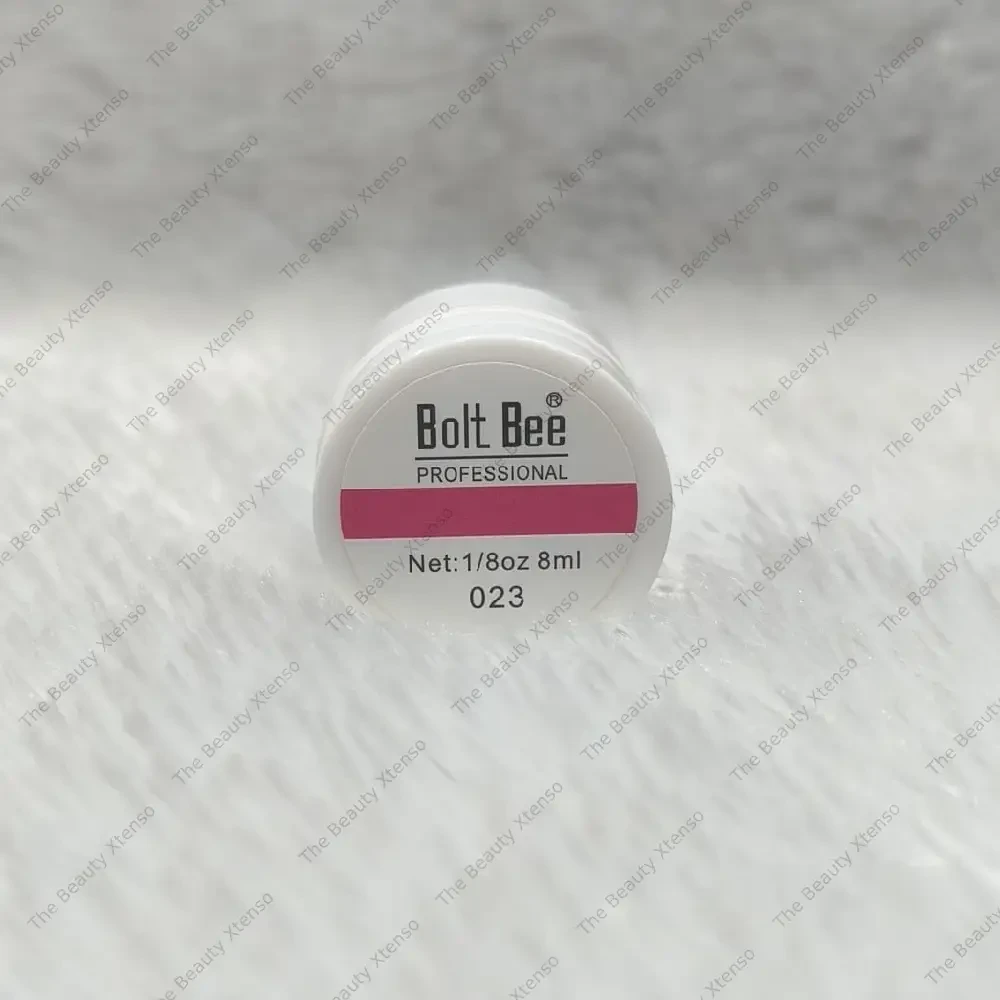 Bolt Bee®
PROFESSIONAL
Net:1/8oz 8ml
023
The Beauty Xtenso